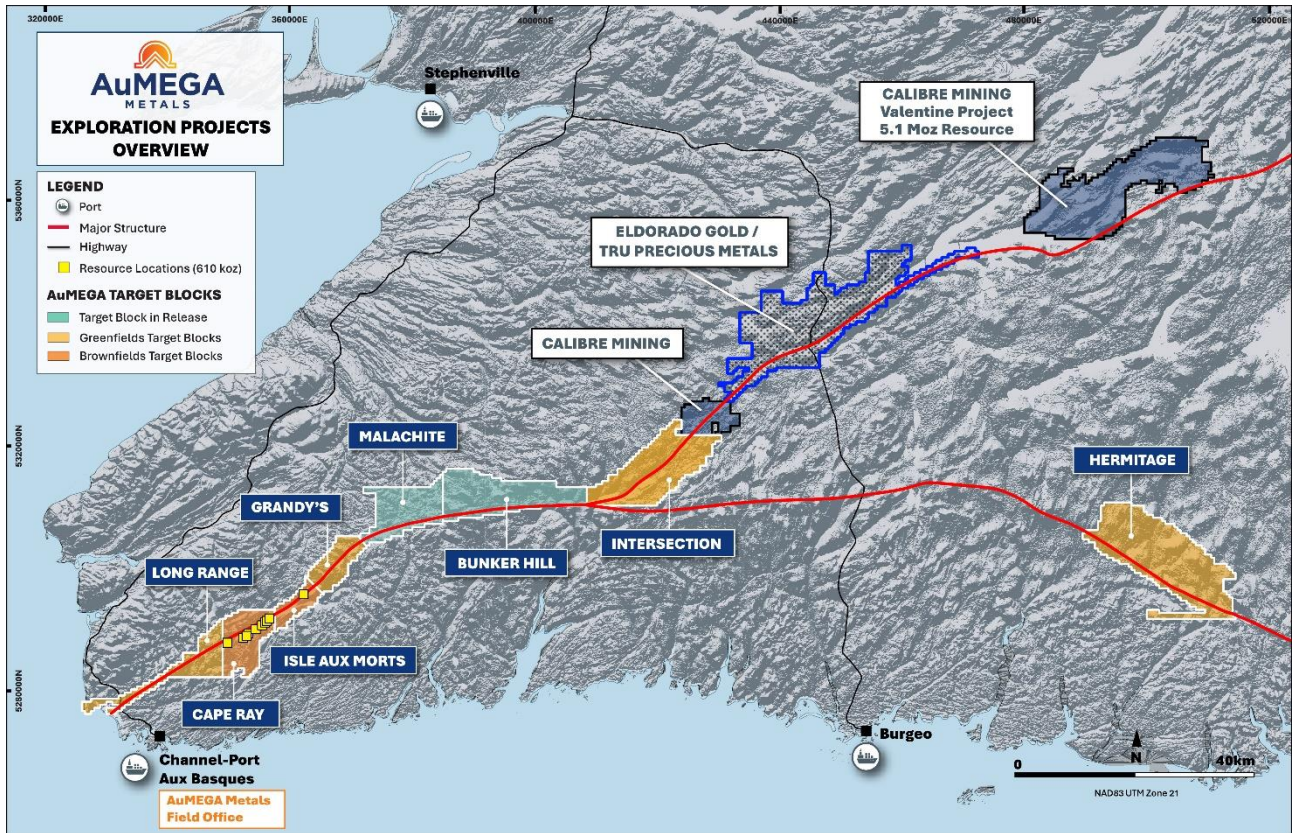 320000E
360000E
400000E
440000E
480000E
520000E
AuMEGA
METALS
EXPLORATION PROJECTS
OVERVIEW
LEGEND
Port
Major Structure
Highway
Resource Locations (610 koz)
AuMEGA TARGET BLOCKS
Target Block in Release
Greenfields Target Blocks
Brownfields Target Blocks
Stephenville
CALIBRE MINING
Valentine Project
5.1 Moz Resource
5360000N
ELDORADO GOLD /
TRU PRECIOUS METALS
CALIBRE MINING
5320000N
MALACHITE
HERMITAGE
GRANDY'S
INTERSECTION
BUNKER HILL
LONG RANGE
ISLE AUX MORTS
5280000N
CAPE RAY
Burgeo
Channel-Port
Aux Basques
AuMEGA Metals
Field Office
N
0
40km
NAD83 UTM Zone 21